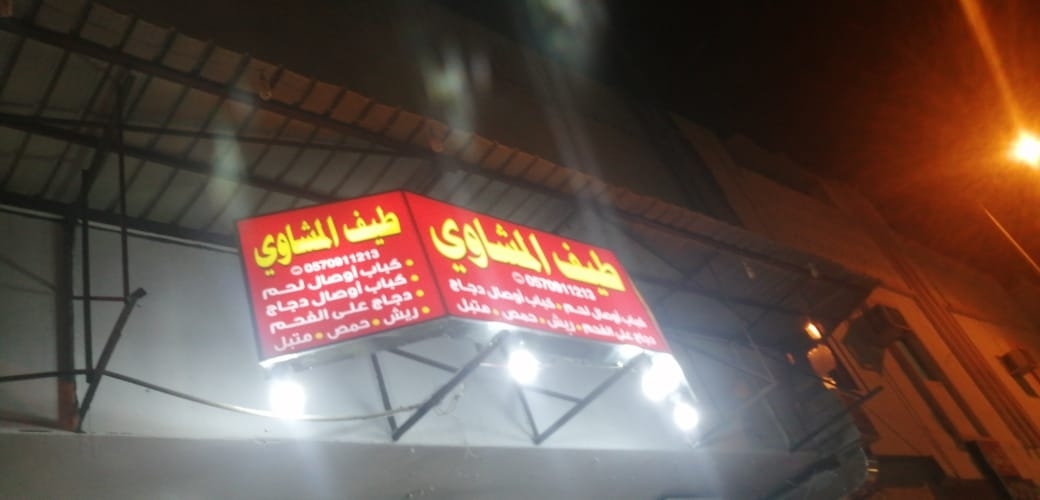 طيف المشاوي
0570911213
• كباب أوصال لحم
• كباب أوصال دجاج
• دجاج على الفحم
• ريش • حمص • متبل
طيف المشاوي
0570911213
كباب أوصال لحم • كباب أوصال دجاج
دجاج على الفحم • ريش • حمص • متبل